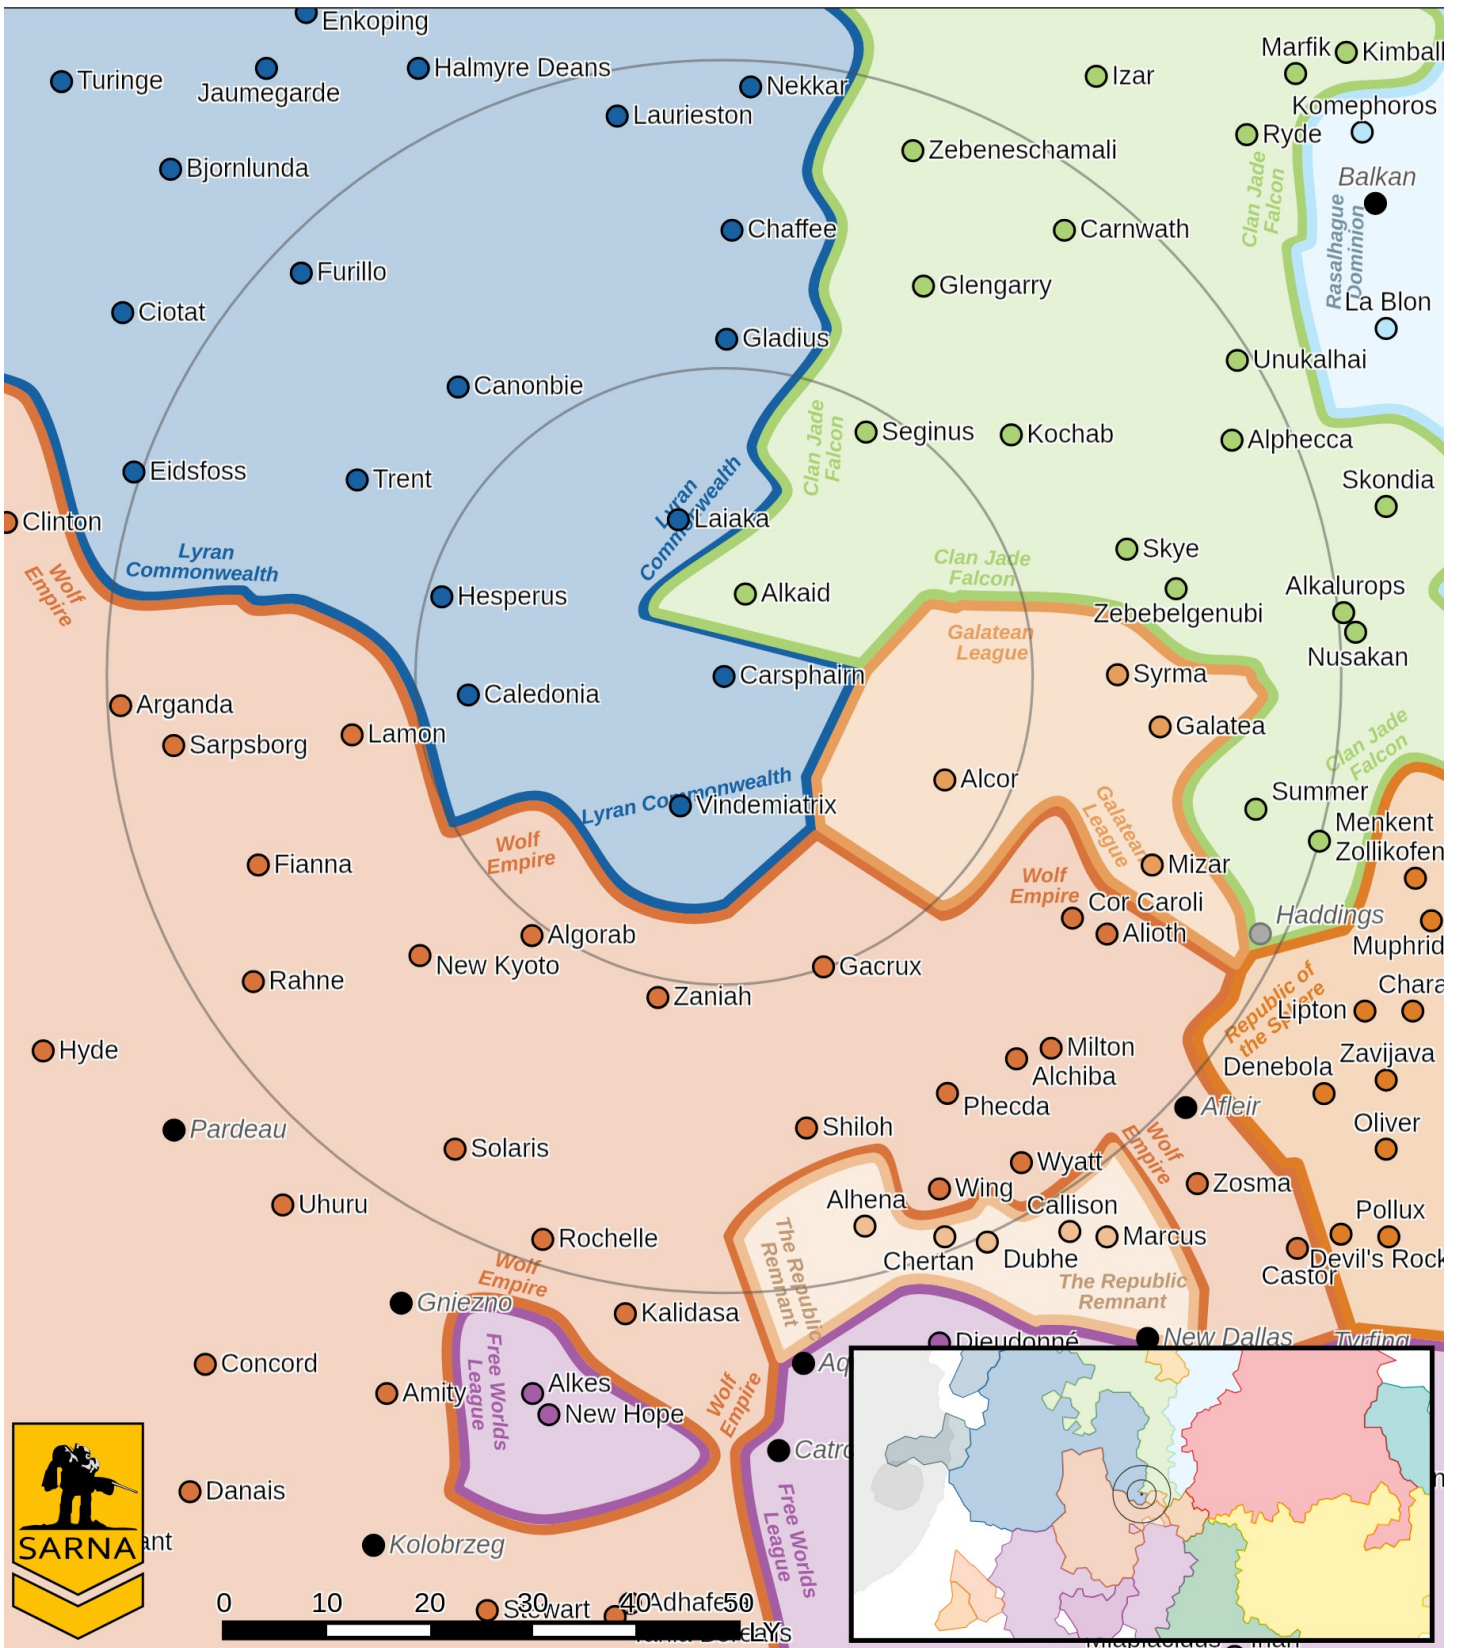 Enkoping
Marfik
Kimball
Turinge
Jaumegarde
Halmyre Deans
Nekkar
Izar
Laurieston
Komephoros
Zebeneschamali
Ryde
Bjornlunda
Balkan
Clan Jade
Falcon
Rasalhague
Dominion
Chaffee
Carnwath
Furillo
Glengarry
Ciotat
La Blon
Gladius
Unukalhai
Canonbie
Clan Jade
Falcon
Seginus
Kochab
Alphecca
Eidsfoss
Trent
Skondia
Lyran
Commonwealth
Laiaka
Clinton
Lyran
Commonwealth
Wolf
Empire
Clan Jade
Falcon
Skye
Hesperus
Alkaid
Zebebelgenubi
Alkalurops
Nusakan
Galatean
League
Carsphairn
Syrma
Caledonia
Arganda
Sarpsborg
Lamon
Galatea
Clan Jade
Falcon
Alcor
Lyran Commonwealth
Vindemiatrix
Summer
Menkent
Zollikofen
Galatean
League
Wolf
Empire
Fianna
Mizar
Wolf
Empire
Cor Caroli
Alioth
Haddings
Muphrid
Algorab
New Kyoto
Gacrux
Rahne
Zaniah
Republic of
the Sphere
Chara
Lipton
Hyde
Milton
Alchiba
Denebola
Zavijava
Phecda
Afleir
Pardeau
Shiloh
Oliver
Solaris
Wyatt
Wolf
Empire
Wing
Zosma
Uhuru
Alhena
Callison
Pollux
Rochelle
Chertan
Dubhe
Marcus
Devil's Rock
Castor
Wolf
Empire
The Republic
Remnant
The Republic
Remnant
Gniezno
Kalidasa
Dieudonné
New Dallas
Tyrfing
Concord
Aq
Free Worlds
League
Amity
Alkes
New Hope
Wolf
Empire
Catro
Danais
Free Worlds
League
SARNA
ant
Kolobrzeg
0 10 20 30 40 50
LY
Stewart